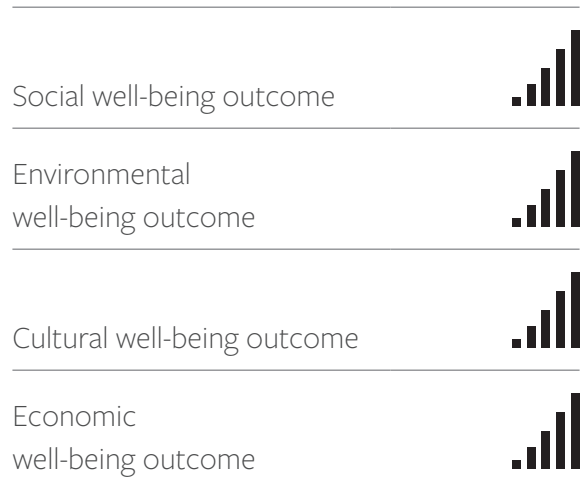 Social well-being outcome
Environmental
well-being outcome
Cultural well-being outcome
Economic
well-being outcome